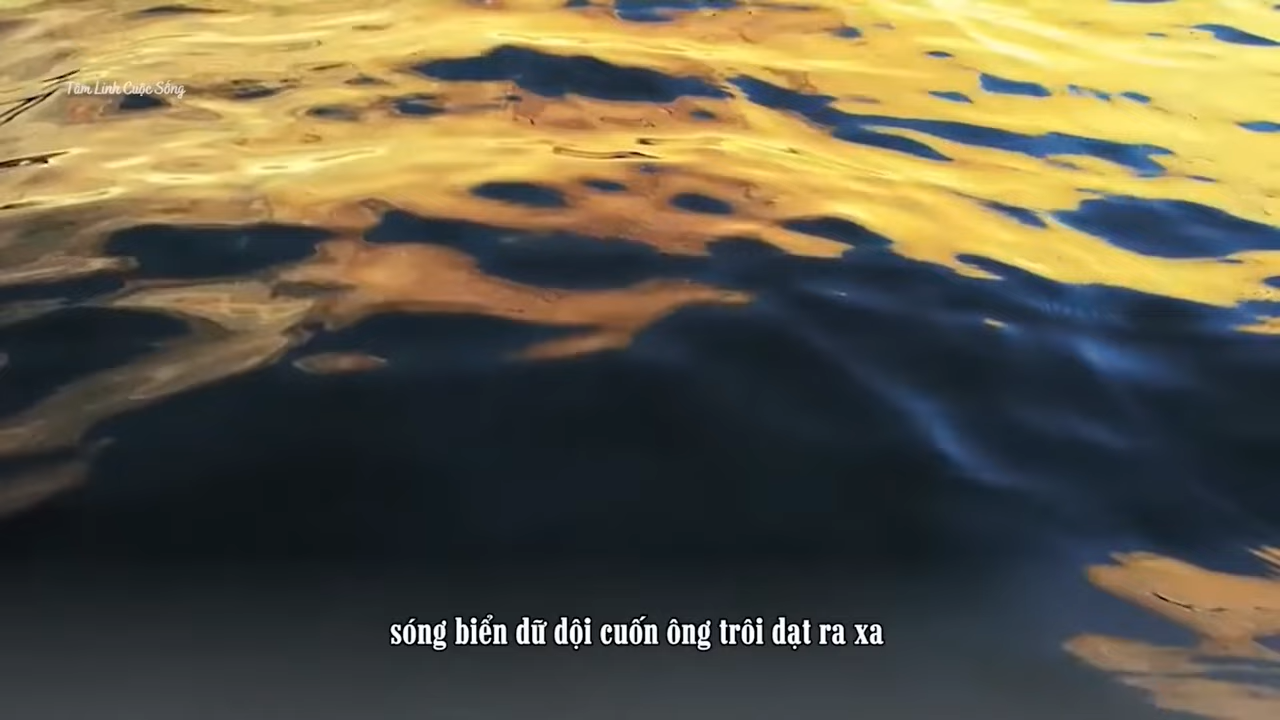 Tâm Linh Cuộc Sống
sóng biển dữ dội cuốn ông trôi dạt ra xa